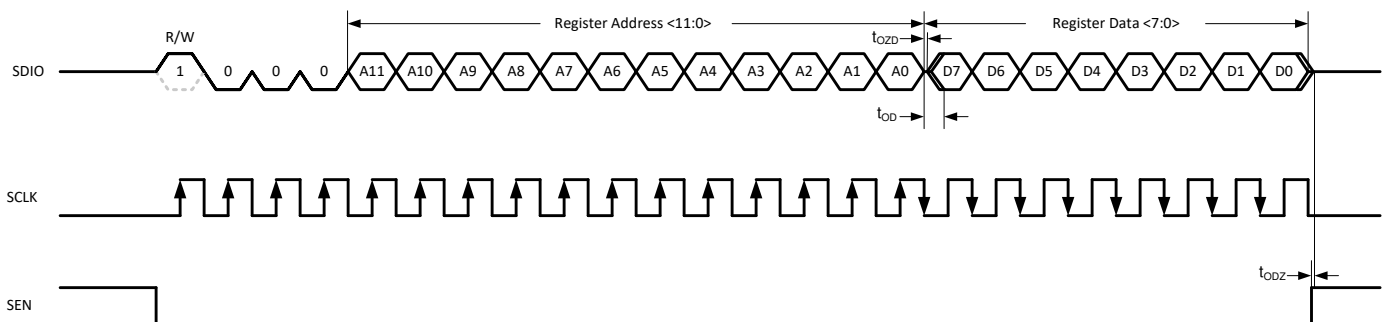 Register Address <11:0> Register Data <7:0>
R/W tOZD
SDIO 1 0 0 0 A11 A10 A9 A8 A7 A6 A5 A4 A3 A2 A1 A0 D7 D6 D5 D4 D3 D2 D1 D0
tOD
SCLK
tODZ
SEN